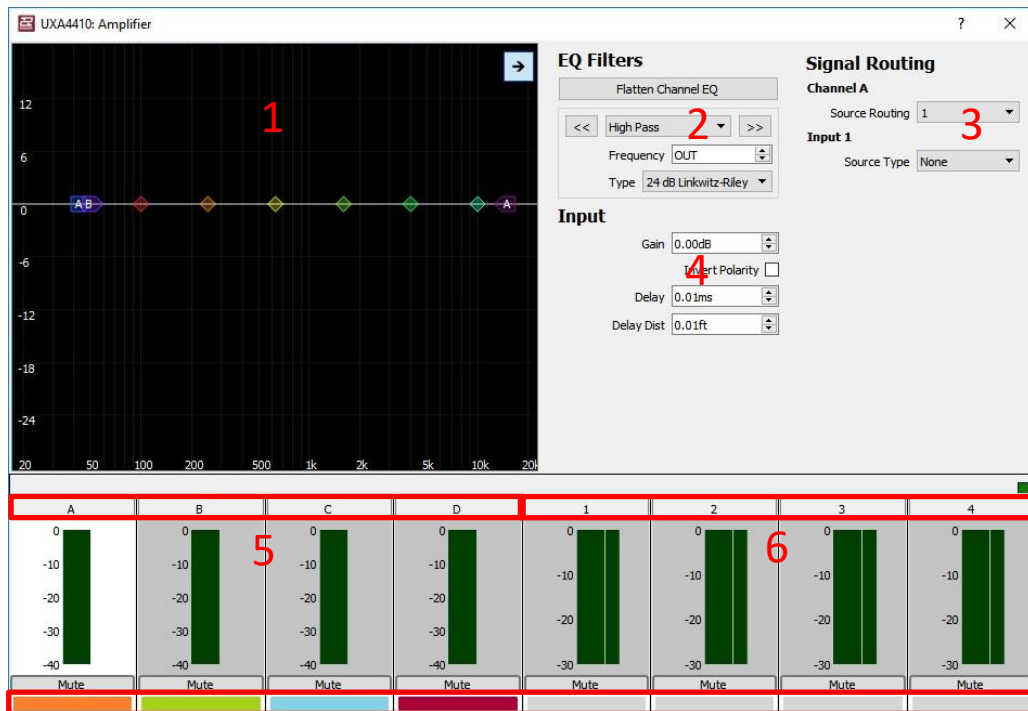 UXA4410: Amplifier ? ×
EQ Filters
Signal Routing
Flatten Channel EQ
Channel A
12
1
<< High Pass 2 >>
Source Routing 1 3
6
Frequency OUT
Input 1
Type 24 dB Linkwitz-Riley
Source Type None
0 A B A
Input
Gain 0.00dB
-6
Invert Polarity
4
Delay 0.01ms
-12
Delay Dist 0.01ft
-18
-24
20 50 100 200 500 1k 2k 5k 10k 20k
A B C D 1 2 3 4
0 0 0 0 0 0 0 0
5 6
-10 -10 -10 -10 -10 -10 -10 -10
-20 -20 -20 -20 -20 -20 -20 -20
-30 -30 -30 -30
-40 -40 -40 -40 -30 -30 -30 -30
Mute Mute Mute Mute Mute Mute Mute Mute